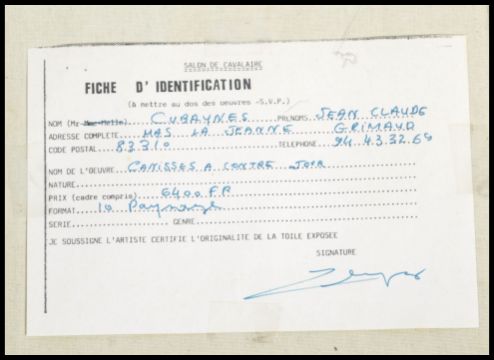 SALON DE CAVALAIRE
FICHE D' IDENTIFICATION
(à mettre au dos des oeuvres -S.V.P.)
NOM (Mr Mme Melle) CUBAYNES PRENOMS JEAN CLAUDE
ADRESSE COMPLETE MAS LA JEANNE GRIMAUD
CODE POSTAL 83310 TELEPHONE 94 43.32.69
NOM DE L'OEUVRE CANISSES A CONTRE JOUR
NATURE
PRIX (cadre compris) 6400 FR
FORMAT 10 Paysage
SERIE GENRE
JE SOUSSIGNE L'ARTISTE CERTIFIE L'ORIGINALITE DE LA TOILE EXPOSEE
SIGNATURE